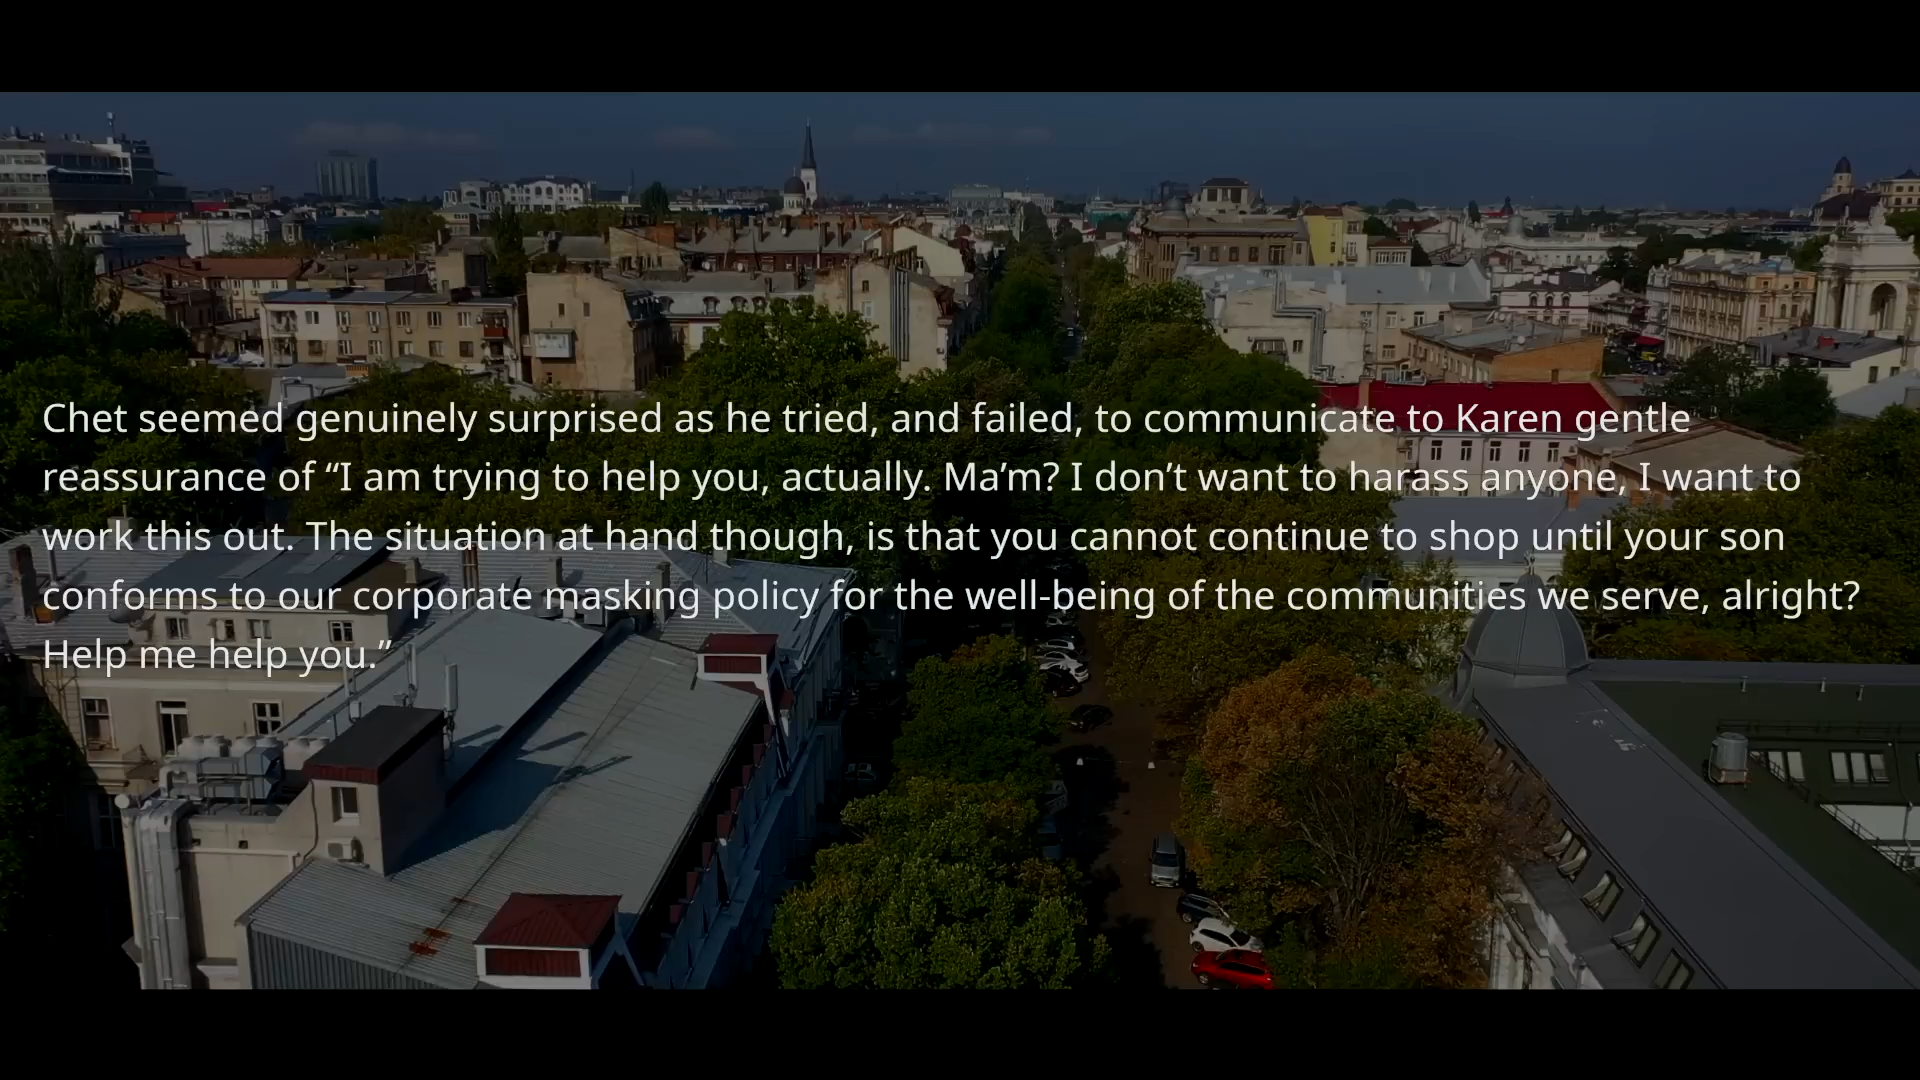 Chet seemed genuinely surprised as he tried, and failed, to communicate to Karen gentle
reassurance of “I am trying to help you, actually. Ma’m? I don’t want to harass anyone, I want to
work this out. The situation at hand though, is that you cannot continue to shop until your son
conforms to our corporate masking policy for the well-being of the communities we serve, alright?
Help me help you.”